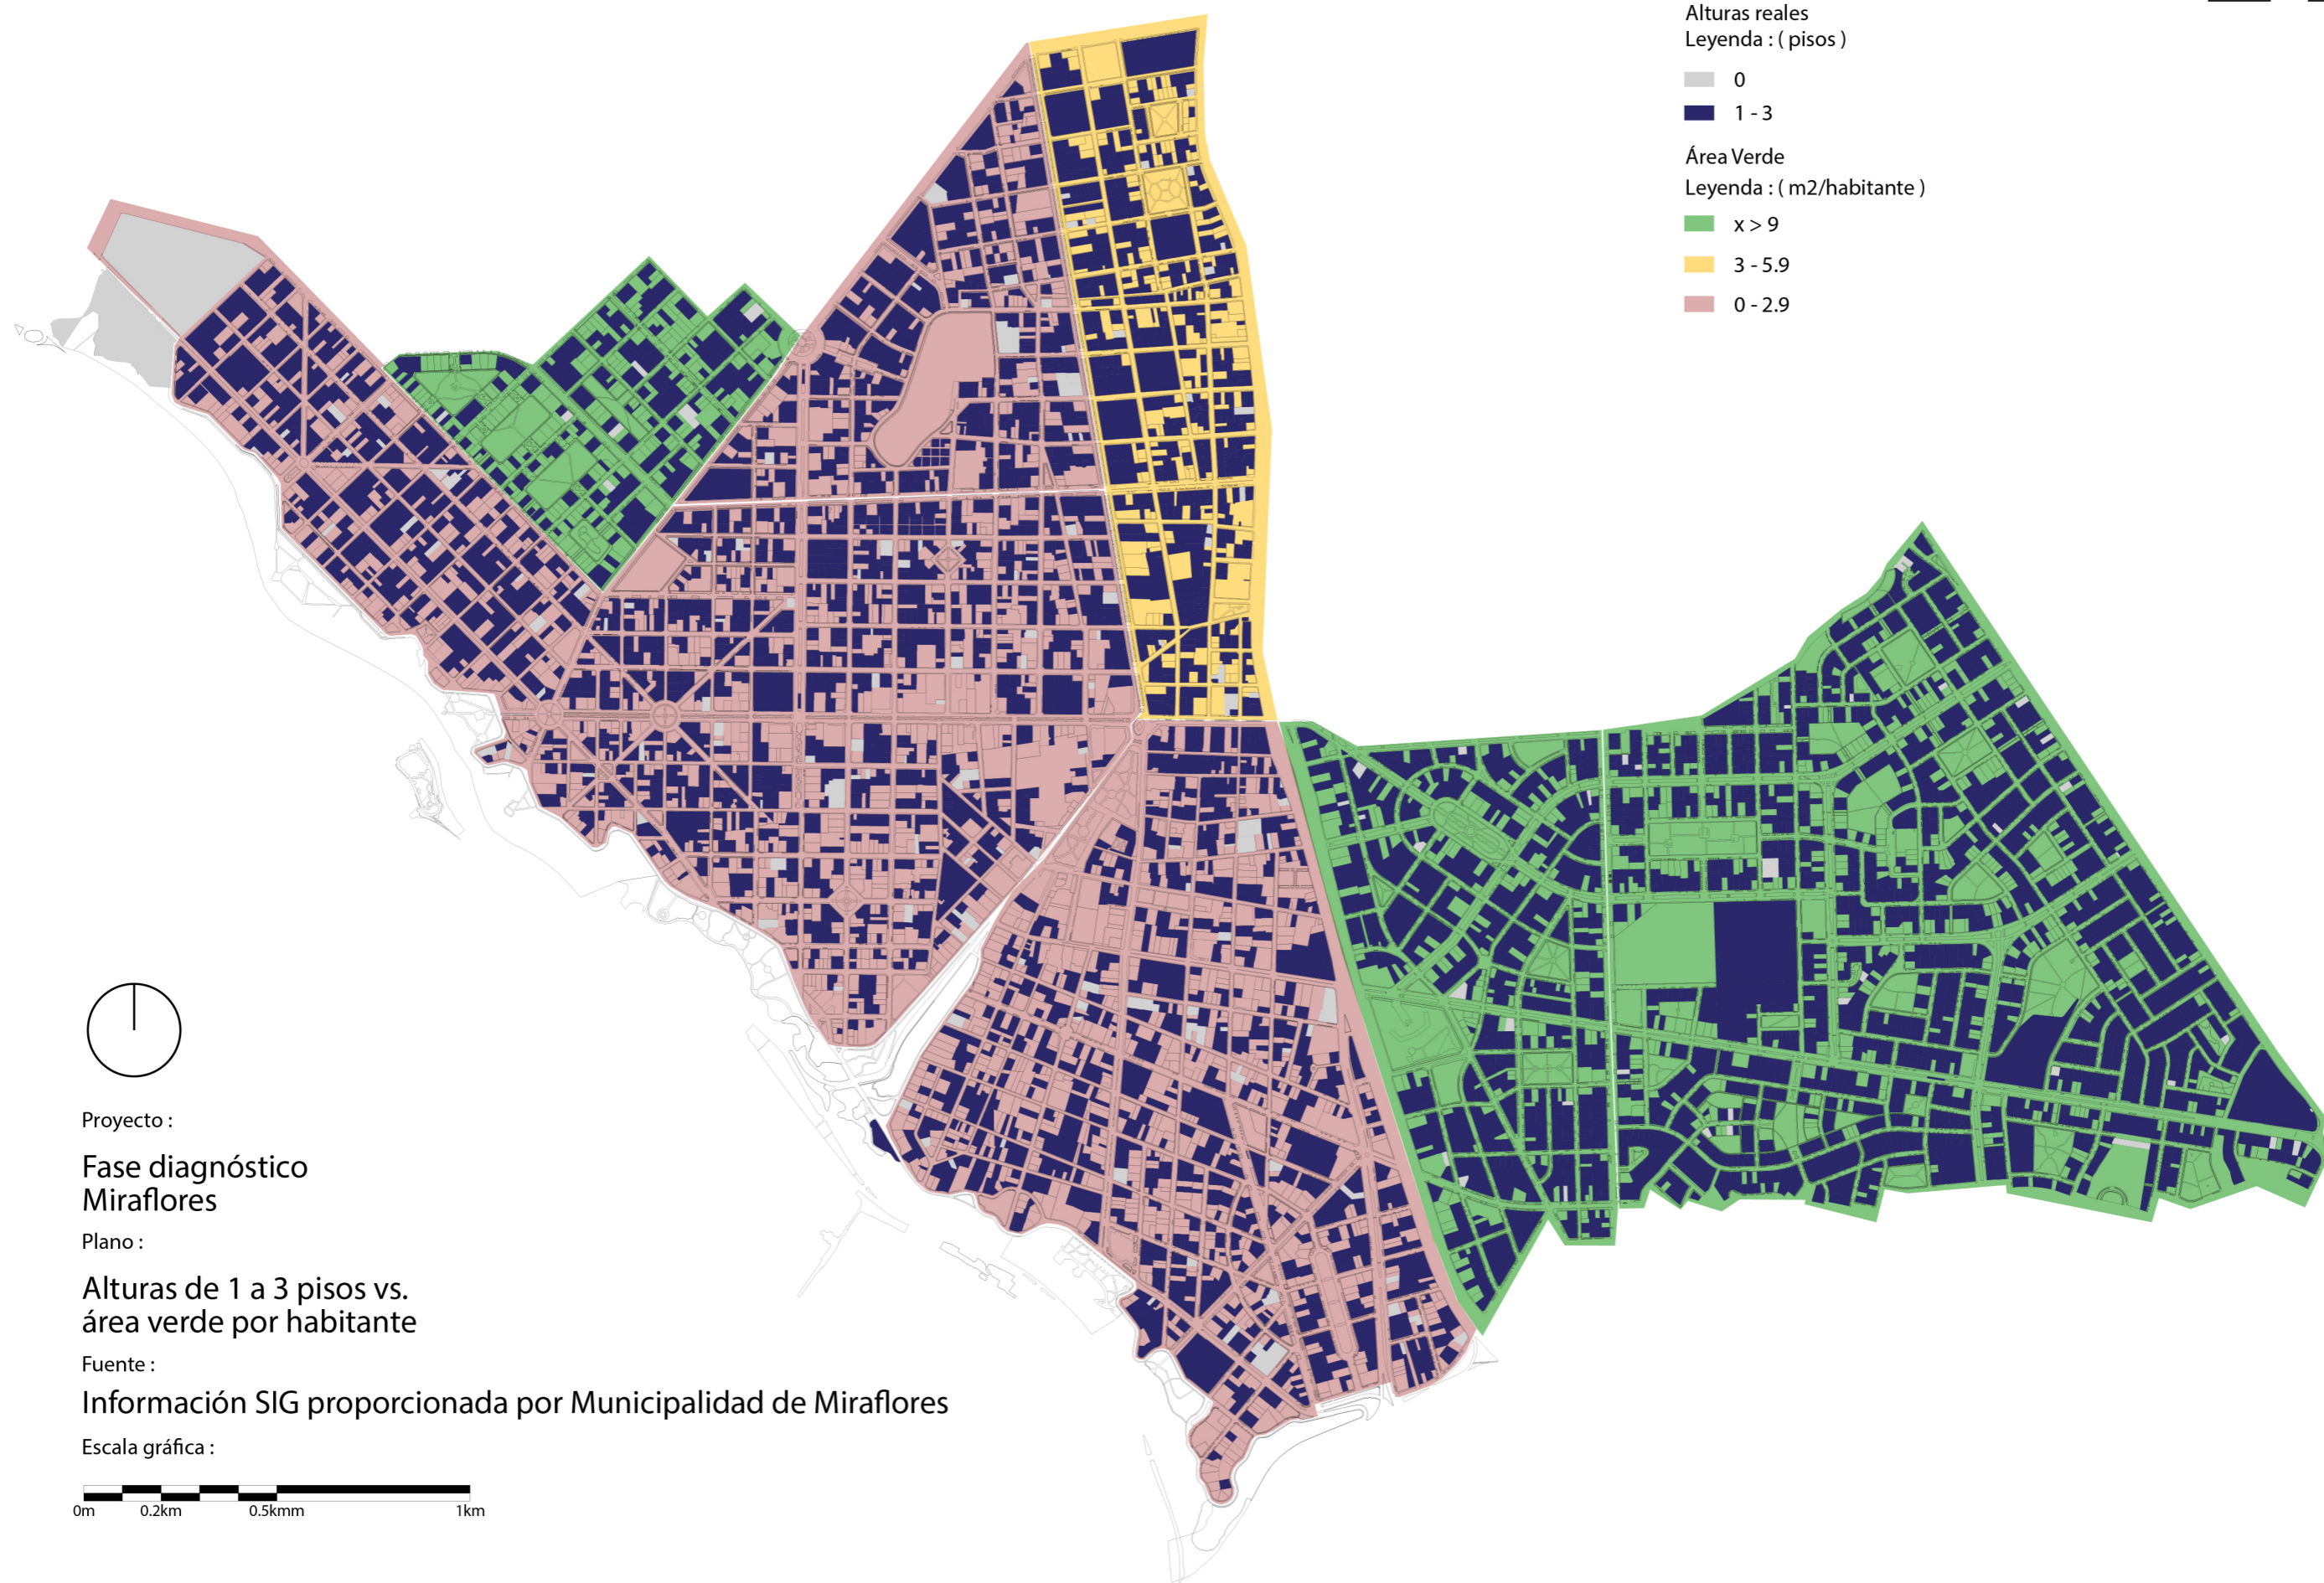 Alturas reales
Leyenda : ( pisos )
0
1 - 3
Área Verde
Leyenda : ( m2/habitante )
x > 9
3 - 5.9
0 - 2.9
Proyecto :
Fase diagnóstico
Miraflores
Plano :
Alturas de 1 a 3 pisos vs.
área verde por habitante
Fuente :
Información SIG proporcionada por Municipalidad de Miraflores
Escala gráfica :
0m 0.2km 0.5kmm 1km